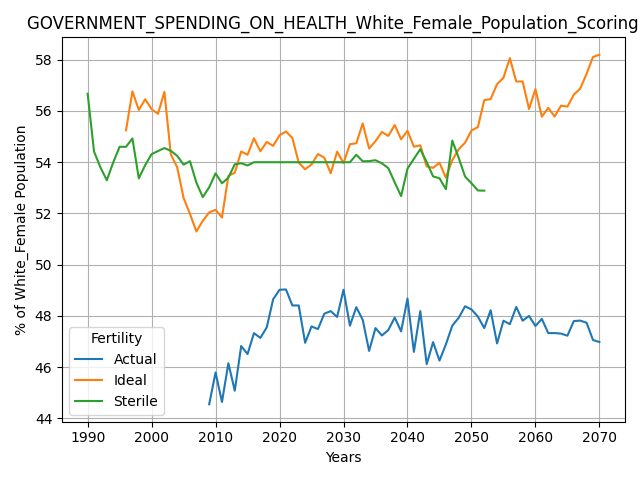 GOVERNMENT_SPENDING_ON_HEALTH_White_Female_Population_Scoring
% of White_Female Population
58
56
54
52
50
48
46
44
Fertility
Actual
Ideal
Sterile
1990 2000 2010 2020 2030 2040 2050 2060 2070
Years